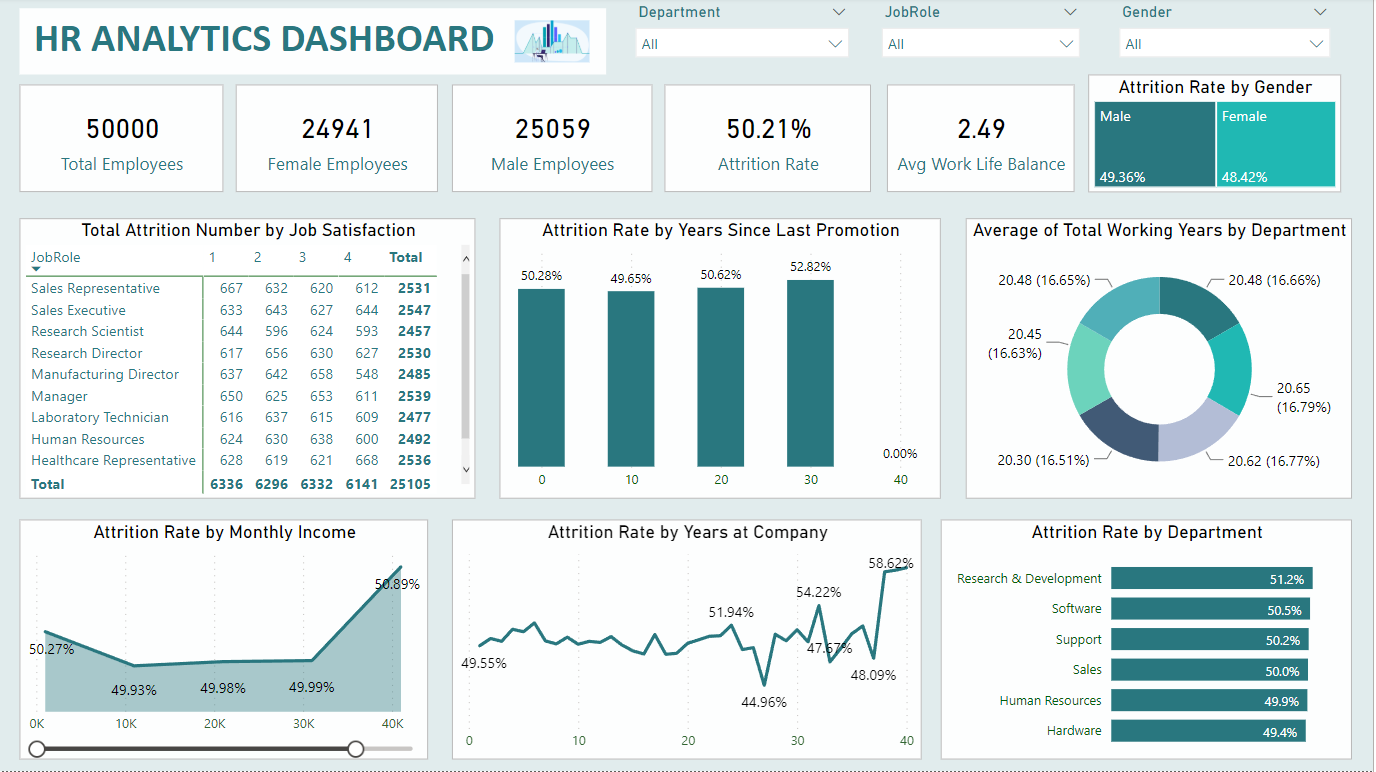 HR ANALYTICS DASHBOARD
Department
All
JobRole
All
Gender
All
50000
Total Employees
24941
Female Employees
25059
Male Employees
50.21%
Attrition Rate
2.49
Avg Work Life Balance
Attrition Rate by Gender
Male
49.36%
Female
48.42%
Total Attrition Number by Job Satisfaction
JobRole 1 2 3 4 Total
Sales Representative 667 632 620 612 2531
Sales Executive 633 643 627 644 2547
Research Scientist 644 596 624 593 2457
Research Director 617 656 630 627 2530
Manufacturing Director 637 642 658 548 2485
Manager 650 625 653 611 2539
Laboratory Technician 616 637 615 609 2477
Human Resources 624 630 638 600 2492
Healthcare Representative 628 619 621 668 2536
Total 6336 6296 6332 6141 25105
Attrition Rate by Years Since Last Promotion
50.28% 49.65% 50.62% 52.82% 0.00%
0 10 20 30 40
Average of Total Working Years by Department
20.48 (16.65%)
20.48 (16.66%)
20.45
(16.63%)
20.65
(16.79%)
20.30 (16.51%)
20.62 (16.77%)
Attrition Rate by Monthly Income
50.27%
49.93%
49.98%
49.99%
50.89%
0K 10K 20K 30K 40K
Attrition Rate by Years at Company
49.55%
51.94%
44.96%
54.22%
47.67%
48.09%
58.62%
0 10 20 30 40
Attrition Rate by Department
Research & Development 51.2%
Software 50.5%
Support 50.2%
Sales 50.0%
Human Resources 49.9%
Hardware 49.4%